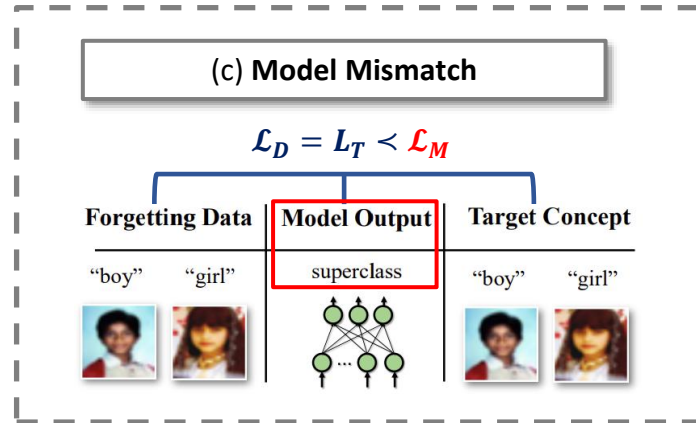 (c) Model Mismatch
𝓛_D = L_T ≺ 𝓛_M
Forgetting Data Model Output Target Concept
“boy” “girl” superclass “boy” “girl”
...